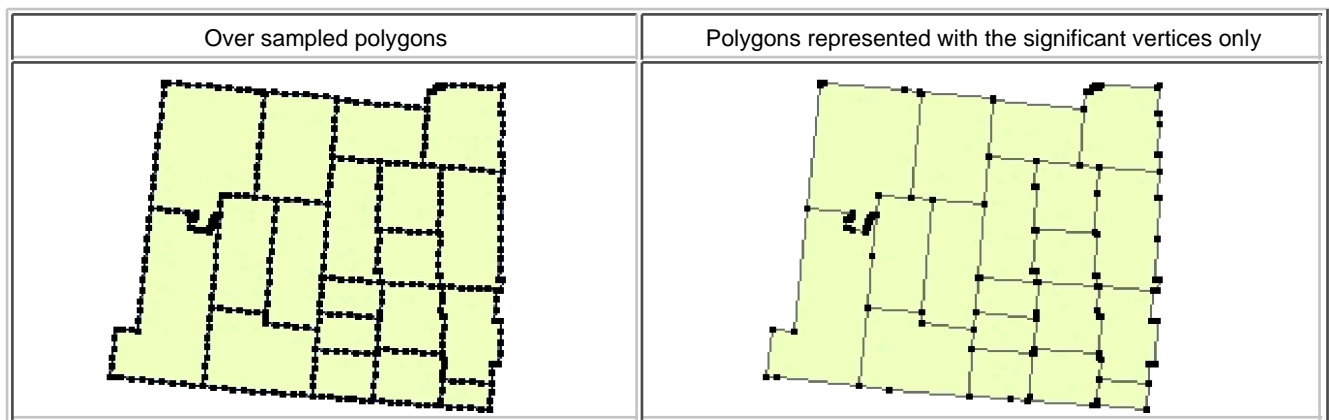 Over sampled polygons
Polygons represented with the significant vertices only